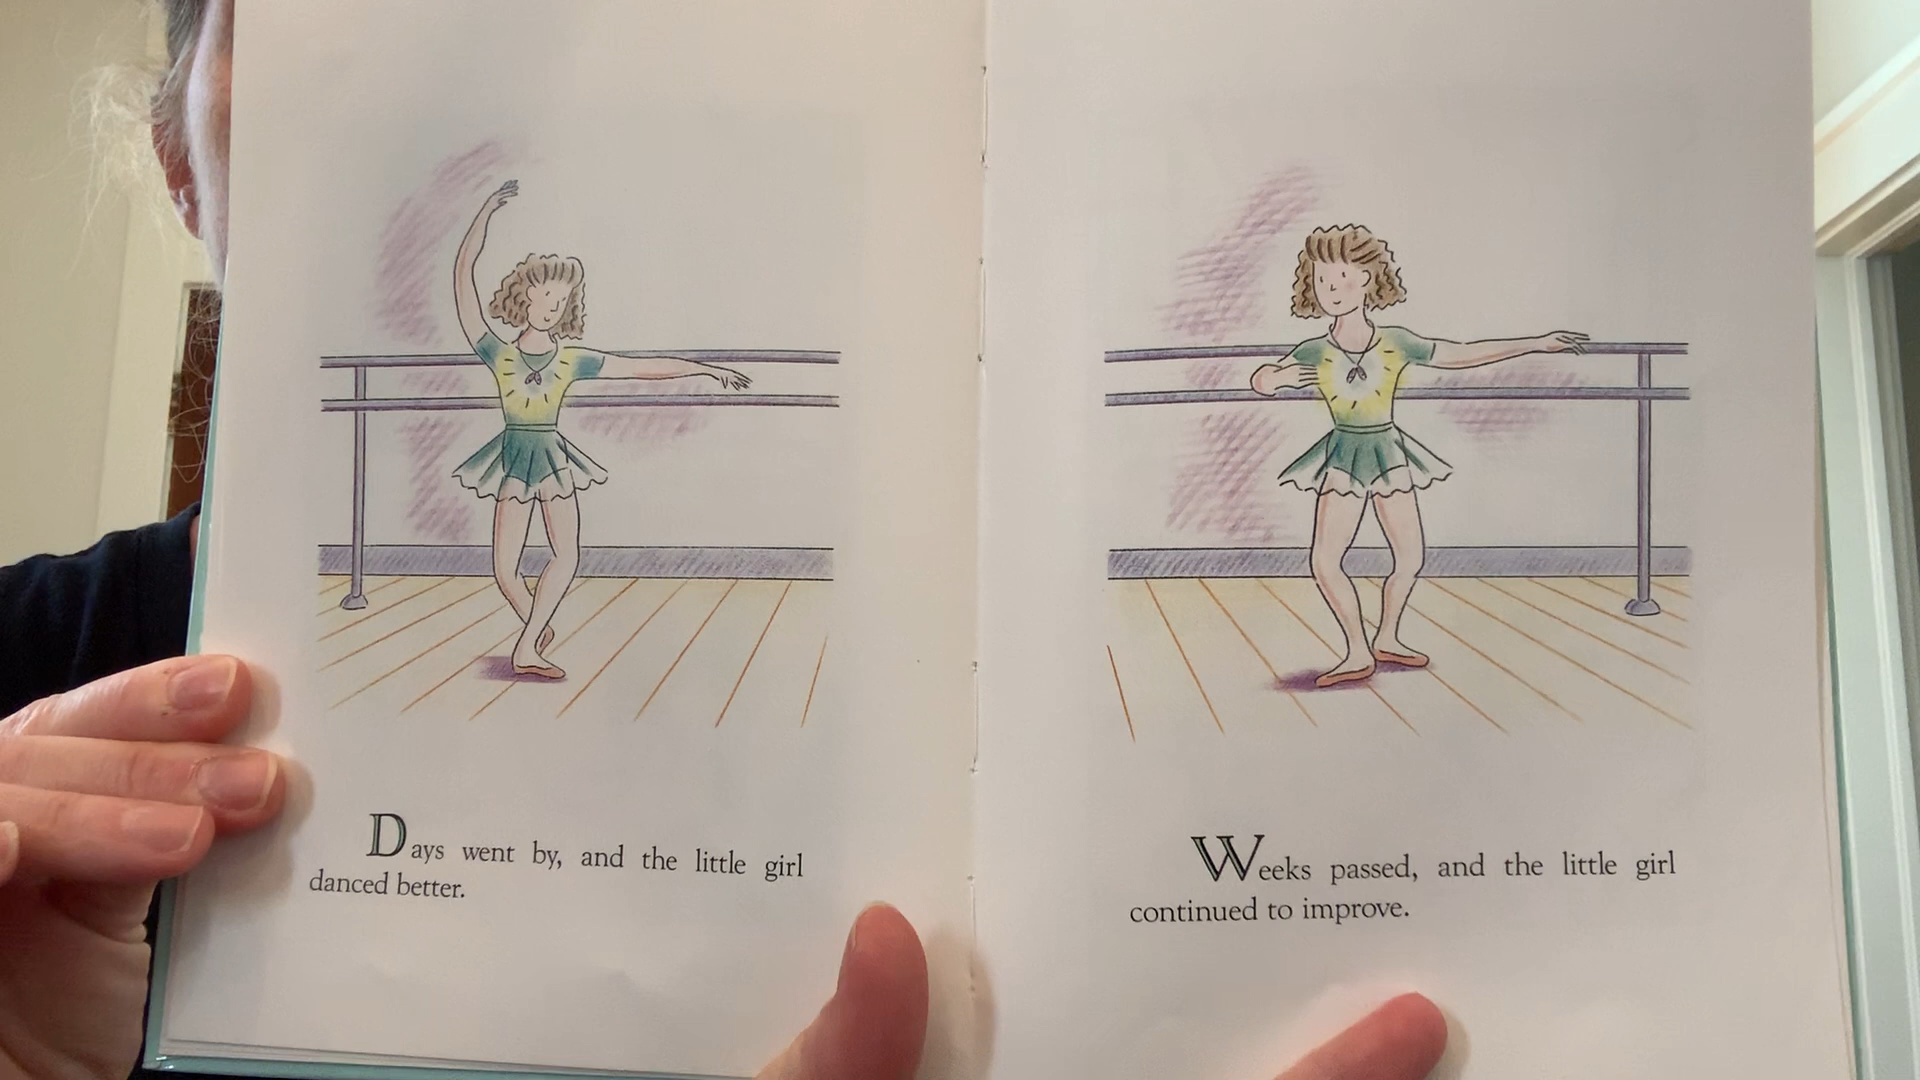 Days went by, and the little girl
danced better.
Weeks passed, and the little girl
continued to improve.